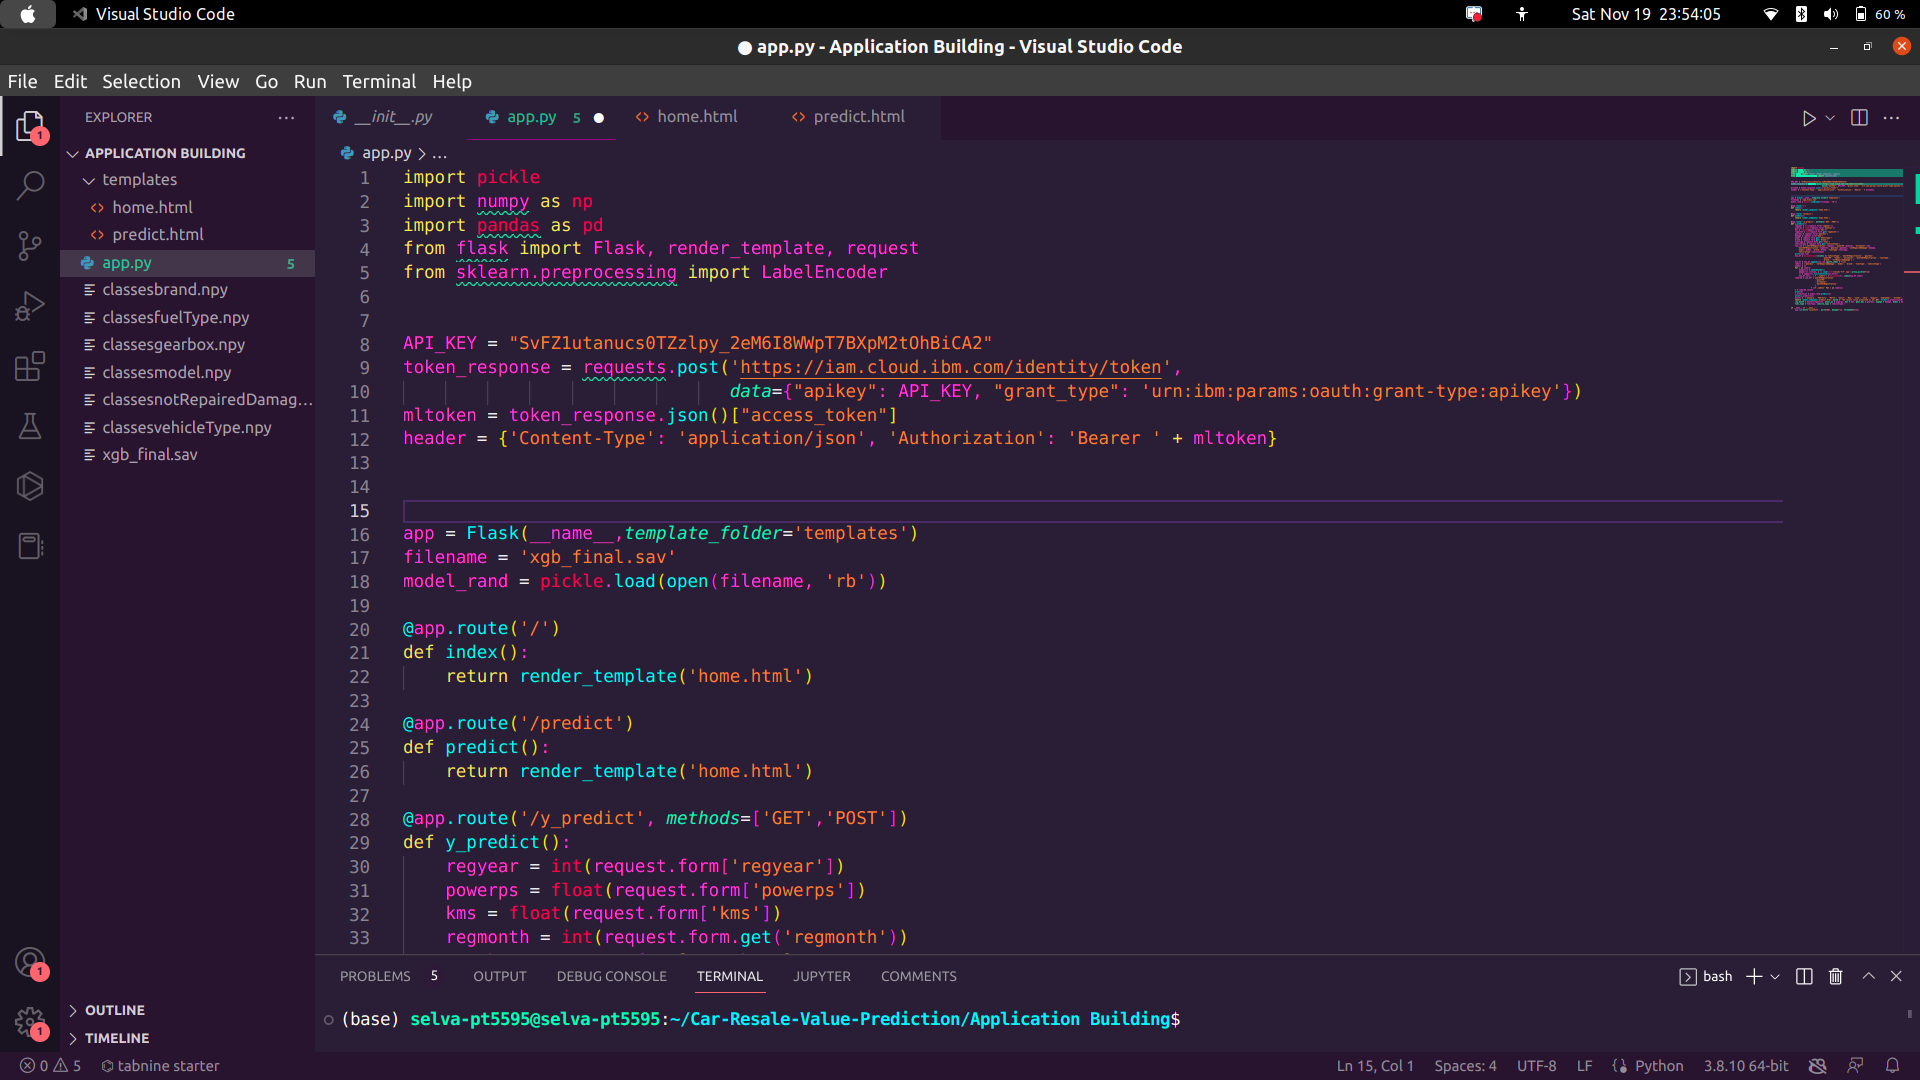 Visual Studio Code
Sat Nov 19 23:54:05
60 %
● app.py - Application Building - Visual Studio Code
File Edit Selection View Go Run Terminal Help
EXPLORER
APPLICATION BUILDING
templates
home.html
predict.html
app.py 5
classesbrand.npy
classesfuelType.npy
classesgearbox.npy
classesmodel.npy
classesnotRepairedDamag...
classesvehicleType.npy
xgb_final.sav
OUTLINE
TIMELINE
__init__.py app.py 5 home.html predict.html
app.py > ...
1 import pickle
2 import numpy as np
3 import pandas as pd
4 from flask import Flask, render_template, request
5 from sklearn.preprocessing import LabelEncoder
6
7
8 API_KEY = "SvFZ1utanucs0TZzlpy_2eM6I8WWpT7BXpM2tOhBiCA2"
9 token_response = requests.post('https://iam.cloud.ibm.com/identity/token',
10 data={"apikey": API_KEY, "grant_type": 'urn:ibm:params:oauth:grant-type:apikey'})
11 mltoken = token_response.json()["access_token"]
12 header = {'Content-Type': 'application/json', 'Authorization': 'Bearer ' + mltoken}
13
14
15
16 app = Flask(__name__,template_folder='templates')
17 filename = 'xgb_final.sav'
18 model_rand = pickle.load(open(filename, 'rb'))
19
20 @app.route('/')
21 def index():
22 return render_template('home.html')
23
24 @app.route('/predict')
25 def predict():
26 return render_template('home.html')
27
28 @app.route('/y_predict', methods=['GET','POST'])
29 def y_predict():
30 regyear = int(request.form['regyear'])
31 powerps = float(request.form['powerps'])
32 kms = float(request.form['kms'])
33 regmonth = int(request.form.get('regmonth'))
PROBLEMS 5 OUTPUT DEBUG CONSOLE TERMINAL JUPYTER COMMENTS
bash
(base) selva-pt5595@selva-pt5595:~/Car-Resale-Value-Prediction/Application Building$
0 5 tabnine starter
Ln 15, Col 1 Spaces: 4 UTF-8 LF Python 3.8.10 64-bit